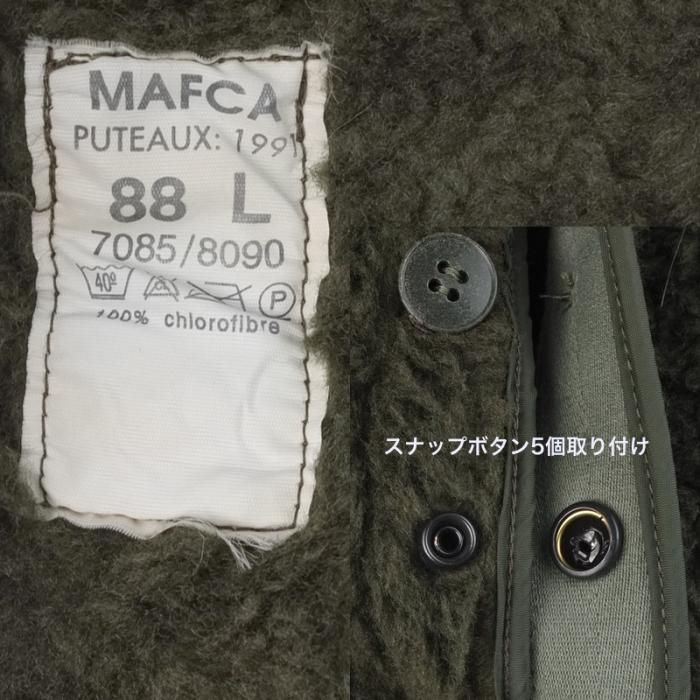 MAFCA
PUTEAUX: 1991
88 L
7085/8090
40°
P
100% chlorofibre
スナップボタン5個取り付け